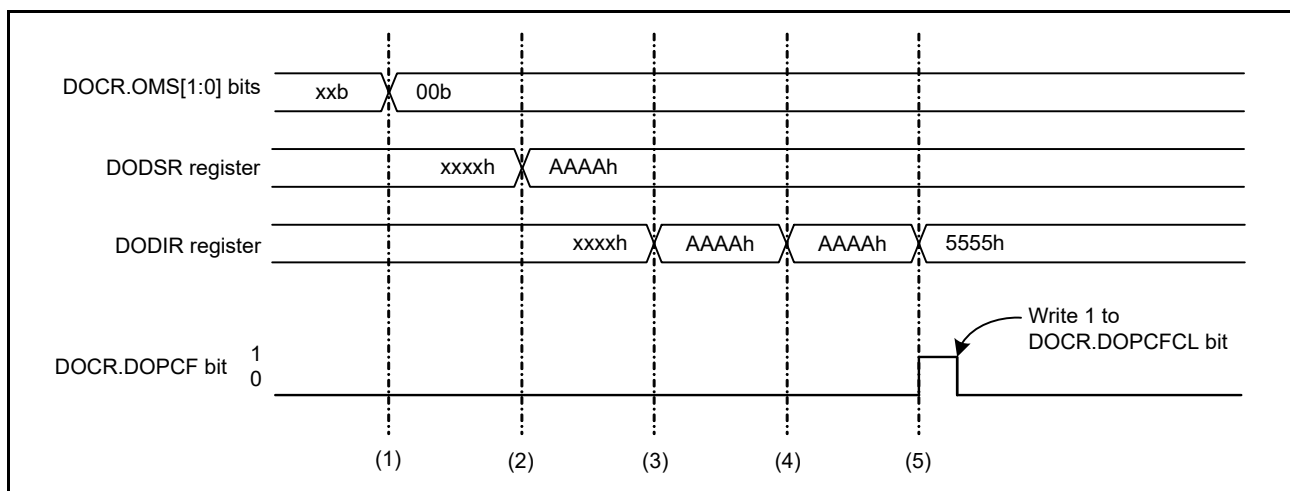 DOCR.OMS[1:0] bits
xxb
00b
DODSR register
xxxxh
AAAAh
DODIR register
xxxxh
AAAAh
AAAAh
5555h
Write 1 to
DOCR.DOPCFCL bit
DOCR.DOPCF bit
1
0
(1)
(2)
(3)
(4)
(5)